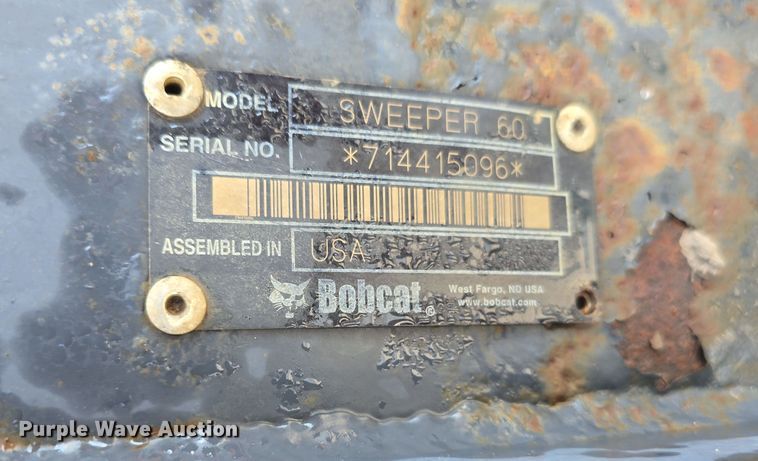 MODEL SWEEPER 60
SERIAL NO. *714415096*
ASSEMBLED IN USA
Bobcat®
West Fargo, ND USA
www.bobcat.com
Purple Wave Auction